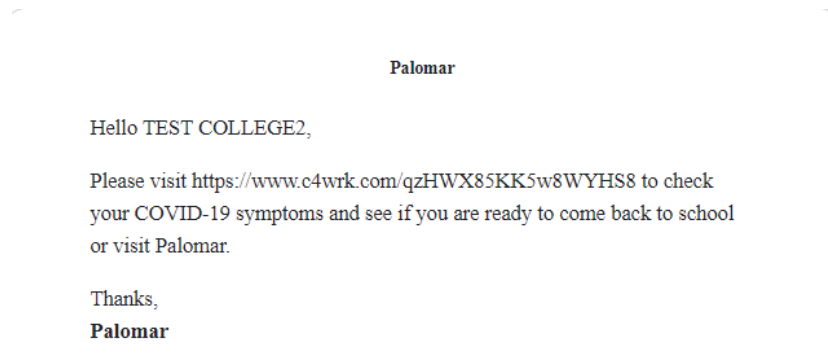 Palomar
Hello TEST COLLEGE2,
Please visit https://www.c4wrk.com/qzHWX85KK5w8WYHS8 to check
your COVID-19 symptoms and see if you are ready to come back to school
or visit Palomar.
Thanks,
Palomar